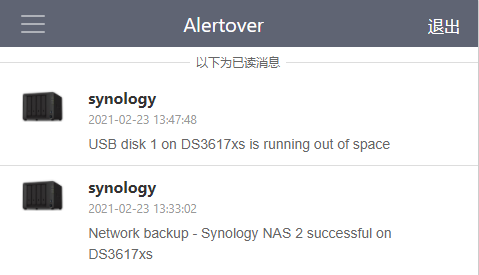 Alertover
退出
以下为已读消息
synology
2021-02-23 13:47:48
USB disk 1 on DS3617xs is running out of space
synology
2021-02-23 13:33:02
Network backup - Synology NAS 2 successful on
DS3617xs